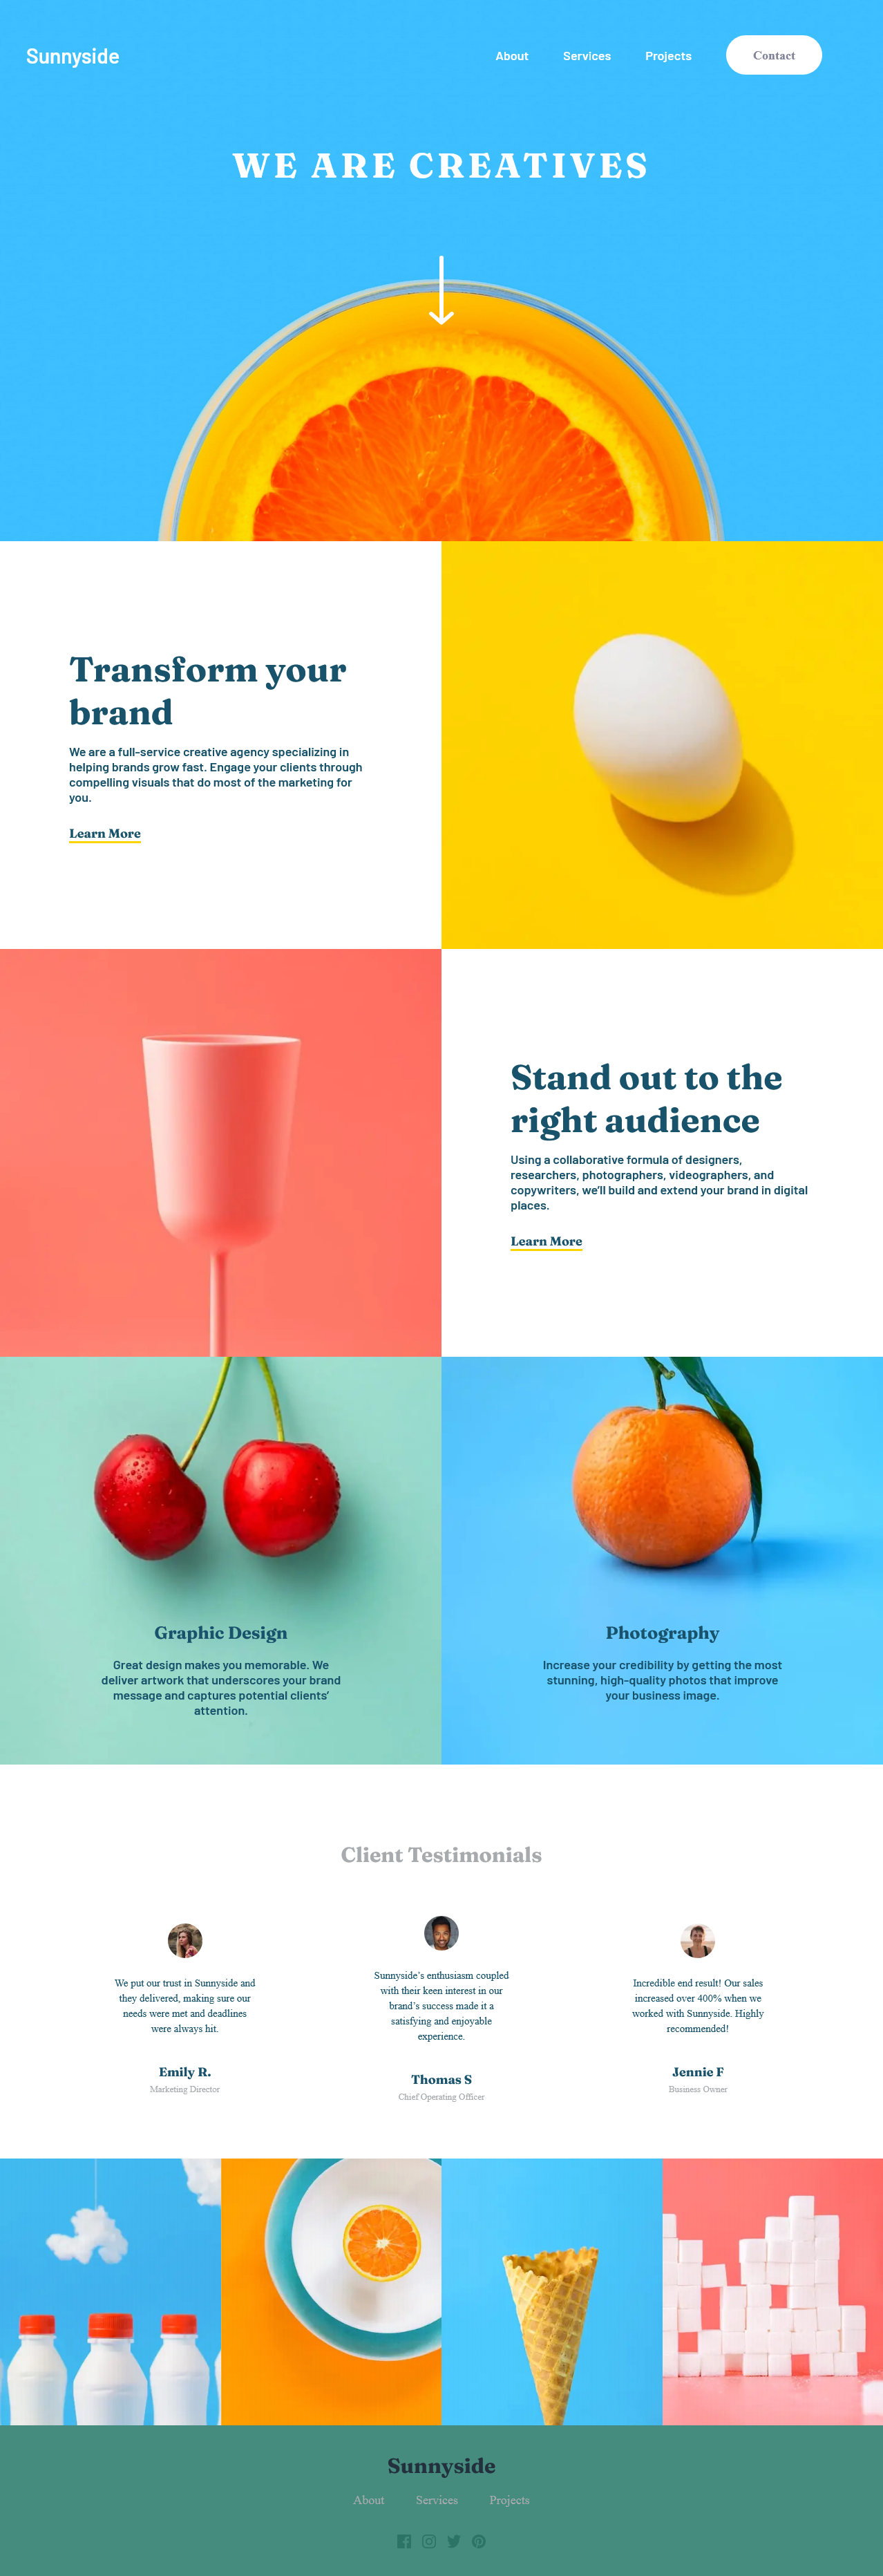 Sunnyside
About Services Projects Contact
WE ARE CREATIVES
Transform your
brand
We are a full-service creative agency specializing in
helping brands grow fast. Engage your clients through
compelling visuals that do most of the marketing for
you.
Learn More
Stand out to the
right audience
Using a collaborative formula of designers,
researchers, photographers, videographers, and
copywriters, we’ll build and extend your brand in digital
places.
Learn More
Graphic Design
Great design makes you memorable. We
deliver artwork that underscores your brand
message and captures potential clients’
attention.
Photography
Increase your credibility by getting the most
stunning, high-quality photos that improve
your business image.
Client Testimonials
We put our trust in Sunnyside and
they delivered, making sure our
needs were met and deadlines
were always hit.
Emily R.
Marketing Director
Sunnyside’s enthusiasm coupled
with their keen interest in our
brand’s success made it a
satisfying and enjoyable
experience.
Thomas S
Chief Operating Officer
Incredible end result! Our sales
increased over 400% when we
worked with Sunnyside. Highly
recommended!
Jennie F
Business Owner
Sunnyside
About Services Projects